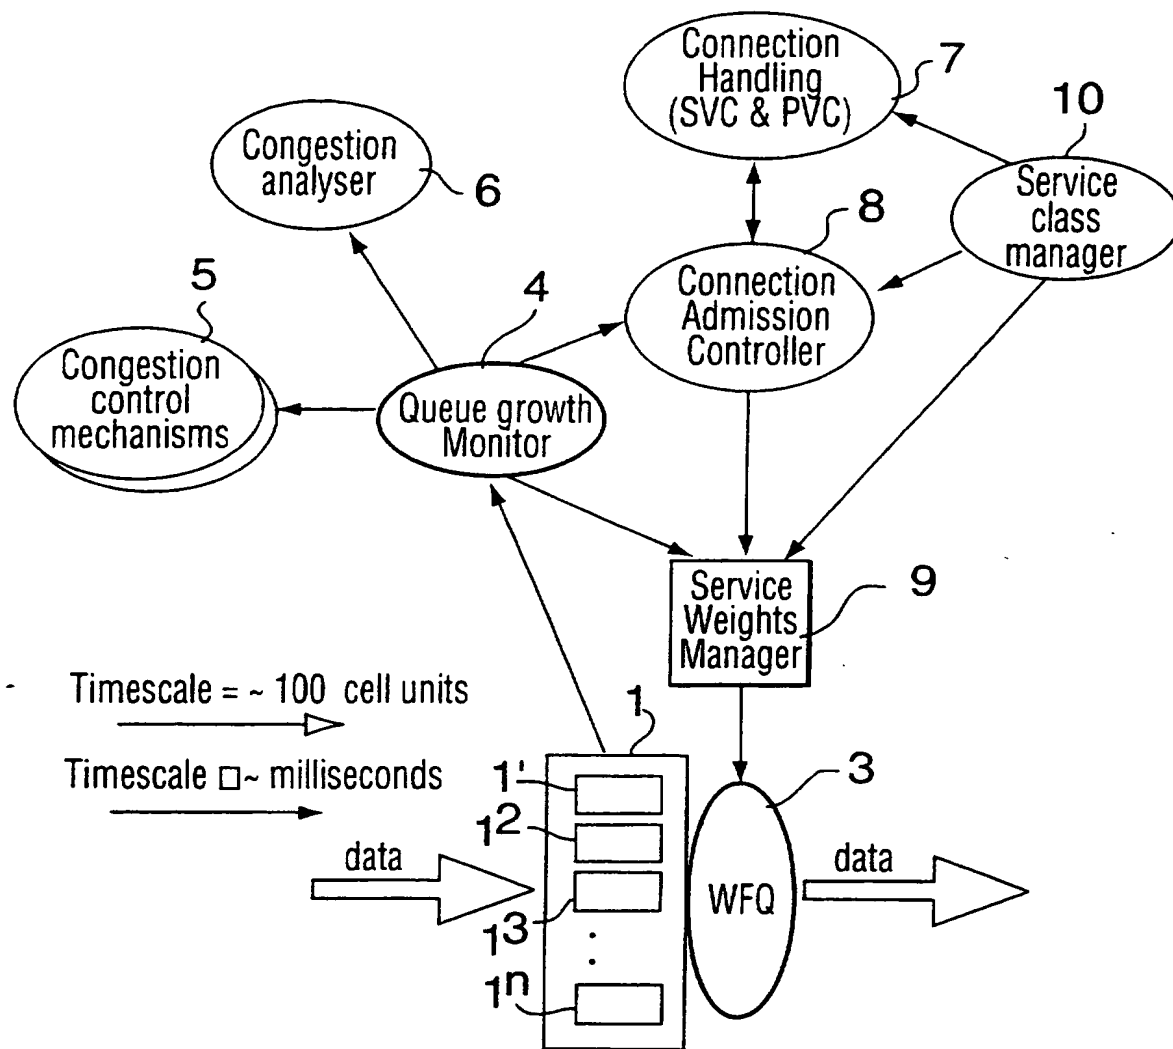 Connection
Handling
(SVC & PVC)
7
10
Congestion
analyser
6
Service
class
manager
8
5
4
Connection
Admission
Controller
Congestion
control
mechanisms
Queue growth
Monitor
Service
Weights
Manager
9
Timescale = ~ 100 cell units
Timescale □~ milliseconds
1
1'
3
1²
data
1³
WFQ
data
1ⁿ